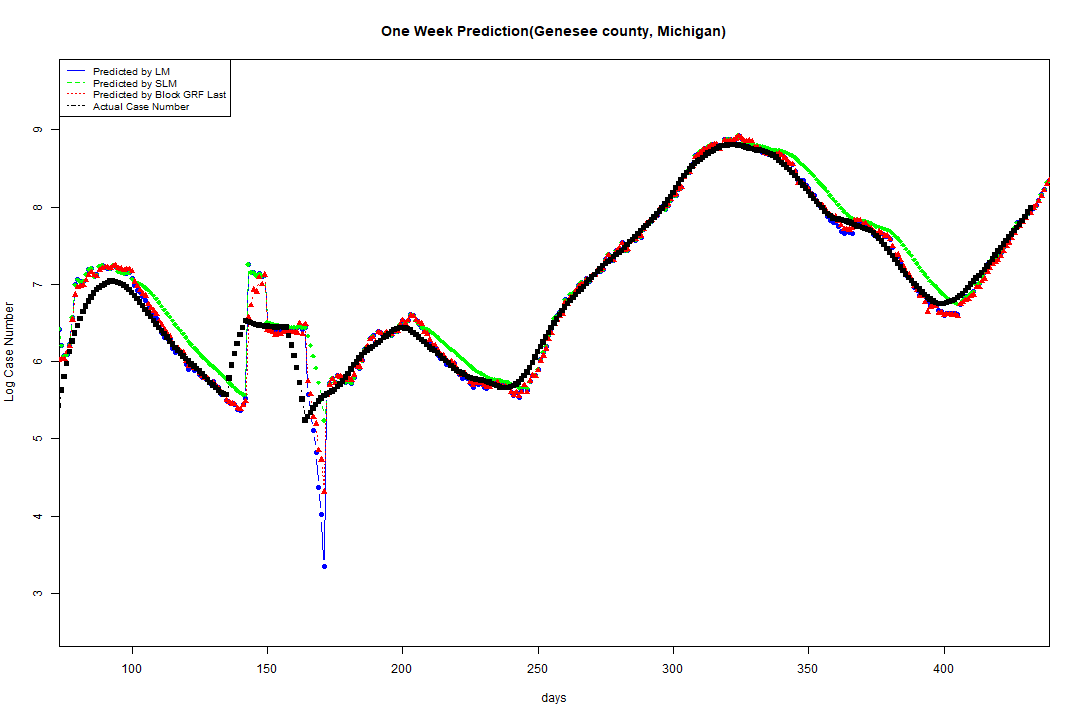 One Week Prediction(Genesee county, Michigan)
Predicted by LM
Predicted by SLM
Predicted by Block GRF Last
Actual Case Number
9
8
7
6
5
4
3
Log Case Number
100 150 200 250 300 350 400
days